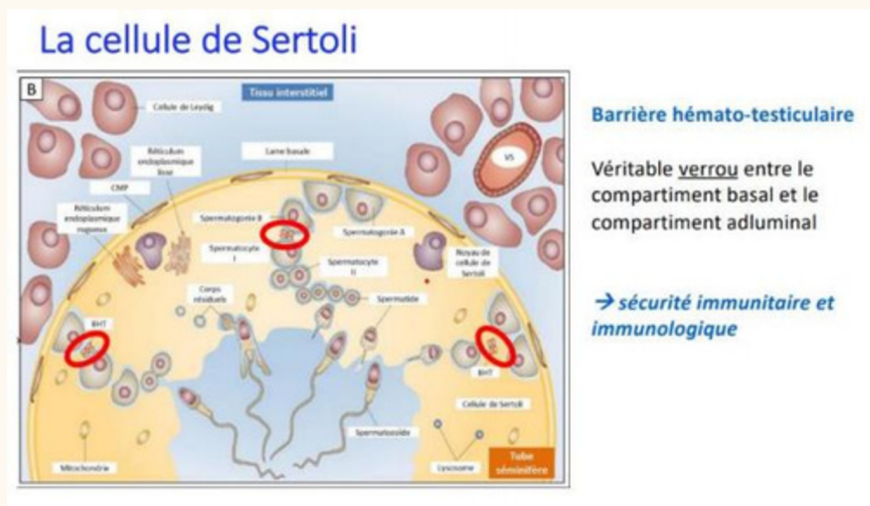 La cellule de Sertoli
B
Tissu interstitiel
Cellule de Leydig
Réticulum
endoplasmique
lisse
Lame basale
VS
CMP
Réticulum
endoplasmique
rugueux
Spermatogonie B
Spermatogonie A
Spermatocyte
I
Spermatocyte
II
Noyau de
cellule de
Sertoli
Corps
résiduels
Spermatide
BHT
BHT
Cellule de Sertoli
Spermatozoïde
Mitochondrie
Lysosome
Tube
séminifère
Barrière hémato-testiculaire
Véritable verrou entre le
compartiment basal et le
compartiment adluminal
→ sécurité immunitaire et
immunologique